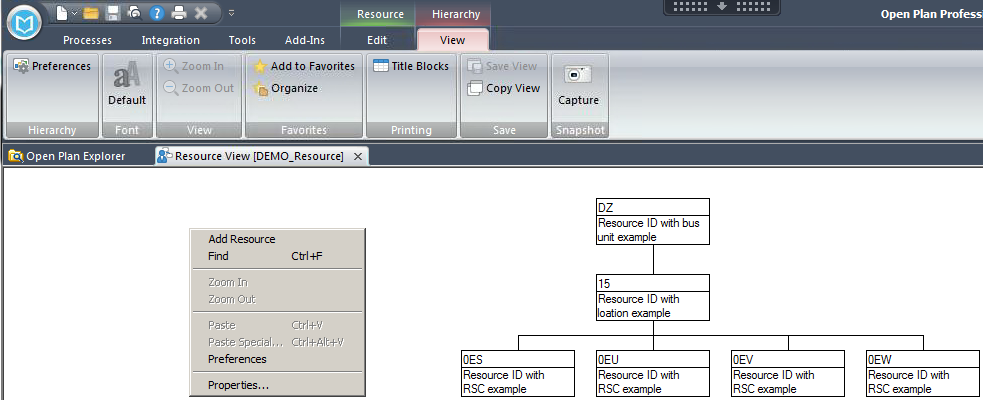 Resource Hierarchy Open Plan Profess
Processes Integration Tools Add-Ins Edit View
Preferences Default Zoom In Add to Favorites Title Blocks Save View Capture
Zoom Out Organize Copy View
Hierarchy Font View Favorites Printing Save Snapshot
Open Plan Explorer Resource View [DEMO_Resource]
DZ
Resource ID with bus
unit example
Add Resource
Find Ctrl+F
Zoom In
Zoom Out
Paste Ctrl+V
Paste Special... Ctrl+Alt+V
Preferences
Properties...
15
Resource ID with
loation example
0ES
Resource ID with
RSC example
0EU
Resource ID with
RSC example
0EV
Resource ID with
RSC example
0EW
Resource ID with
RSC example